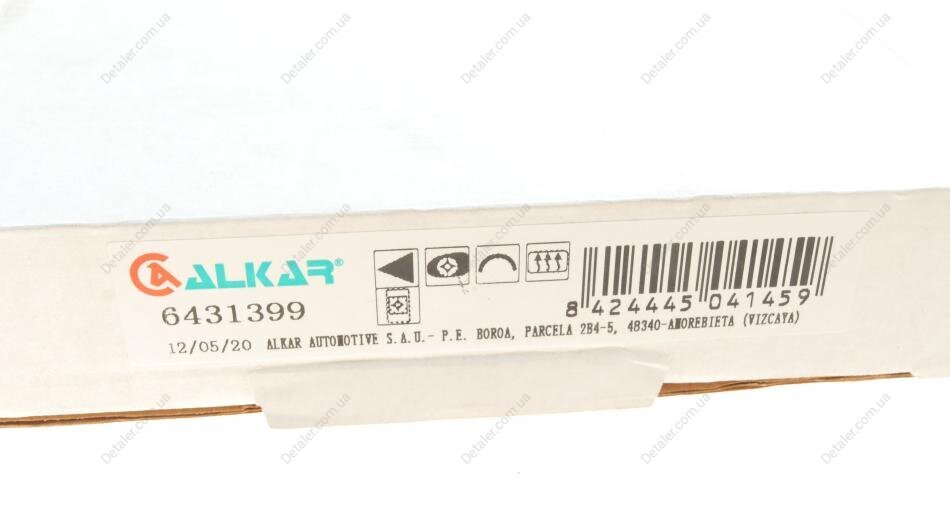 ALKAR®
6431399
8 424445 041459
12/05/20 ALKAR AUTOMOTIVE S.A.U.- P.E. BOROA, PARCELA 2B4-5, 48340-AMOREBIETA (VIZCAYA)
Detaler.com.ua